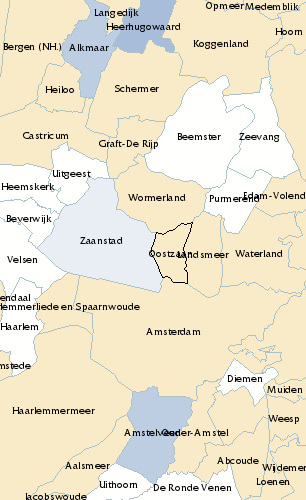 Langedijk
Opmeer
Medemblik
Heerhugowaard
Hoorn
Bergen (NH.)
Alkmaar
Koggenland
Heiloo
Schermer
Castricum
Graft-De Rijp
Beemster
Zeevang
Uitgeest
Heemskerk
Wormerland
Purmerend
Edam-Volend
Beverwijk
Zaanstad
Oostzaan
Landsmeer
Waterland
Velsen
endaal
lemmerliede en Spaarnwoude
Haarlem
Amsterdam
mstede
Diemen
Muiden
Haarlemmermeer
Weesp
Amstelveen
Ouder-Amstel
Aalsmeer
Abcoude
Wijdemer
Uithoorn
De Ronde Venen
Loenen
Jacobswoude